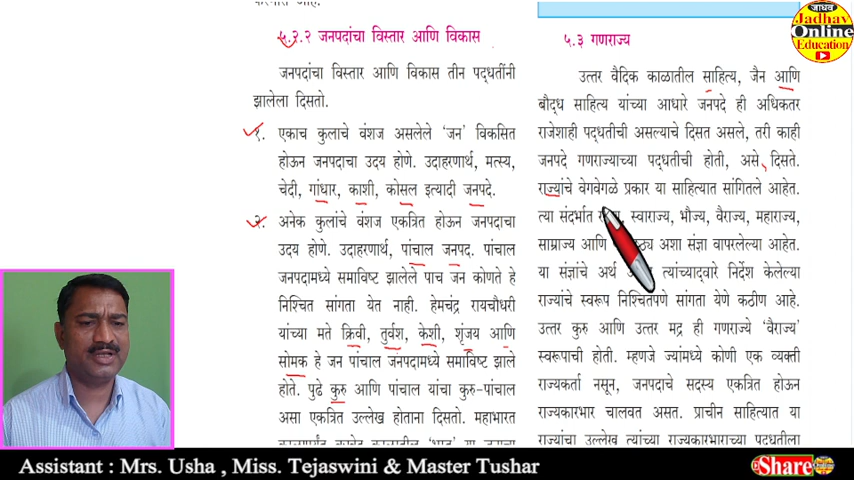 ५.२.२ जनपदांचा विस्तार आणि विकास
जनपदांचा विस्तार आणि विकास तीन पद्धतींनी
झालेला दिसतो.
१. एकाच कुलाचे वंशज असलेले 'जन' विकसित
होऊन जनपदाचा उदय होणे. उदाहरणार्थ, मत्स्य,
चेदी, गांधार, काशी, कोसल इत्यादी जनपदे.
२. अनेक कुलांचे वंशज एकत्रित होऊन जनपदाचा
उदय होणे. उदाहरणार्थ, पांचाल जनपद. पांचाल
जनपदामध्ये समाविष्ट झालेले पाच जन कोणते हे
निश्चित सांगता येत नाही. हेमचंद्र रायचौधरी
यांच्या मते क्रिवी, तुर्वश, केशी, शृंजय आणि
सोमक हे जन पांचाल जनपदामध्ये समाविष्ट झाले
होते. पुढे कुरु आणि पांचाल यांचा कुरु-पांचाल
असा एकत्रित उल्लेख होताना दिसतो. महाभारत
५.३ गणराज्य
उत्तर वैदिक काळातील साहित्य, जैन आणि
बौद्ध साहित्य यांच्या आधारे जनपदे ही अधिकतर
राजेशाही पद्धतीची असल्याचे दिसत असले, तरी काही
जनपदे गणराज्याच्या पद्धतीची होती, असे दिसते.
राज्यांचे वेगवेगळे प्रकार या साहित्यात सांगितले आहेत.
त्या संदर्भात स्वाराज्य, भौज्य, वैराज्य, महाराज्य,
साम्राज्य आणि अशा संज्ञा वापरलेल्या आहेत.
या संज्ञांचे अर्थ त्यांच्याद्वारे निर्देश केलेल्या
राज्यांचे स्वरूप निश्चितपणे सांगता येणे कठीण आहे.
उत्तर कुरु आणि उत्तर मद्र ही गणराज्ये 'वैराज्य'
स्वरूपाची होती. म्हणजे ज्यांमध्ये कोणी एक व्यक्ती
राज्यकर्ता नसून, जनपदाचे सदस्य एकत्रित होऊन
राज्यकारभार चालवत असत. प्राचीन साहित्यात या
राज्यांचा उल्लेख त्यांच्या राज्यकारभाराच्या पद्धतीला
जाधव
Jadhav
Online
Education
Assistant : Mrs. Usha , Miss. Tejaswini & Master Tushar
Share